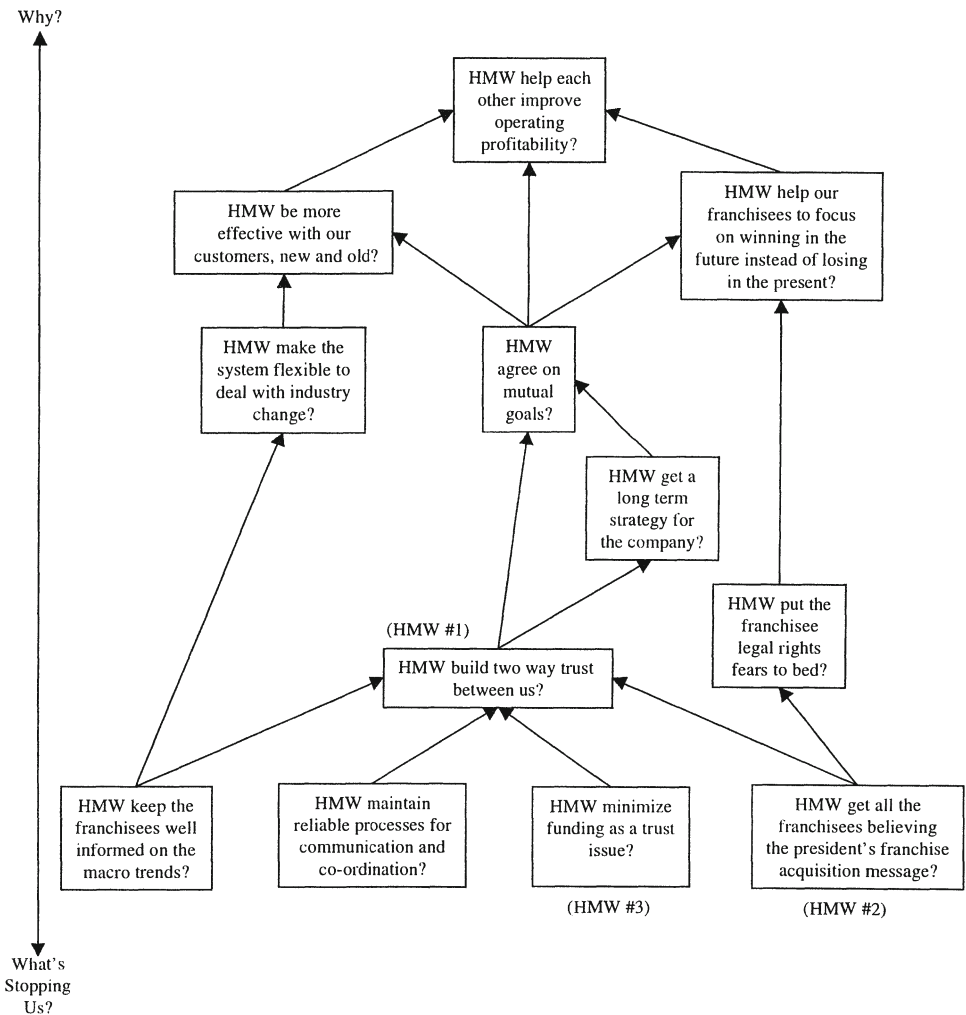 Why?
HMW help each
other improve
operating
profitability?
HMW be more
effective with our
customers, new and old?
HMW help our
franchisees to focus
on winning in the
future instead of losing
in the present?
HMW make the
system flexible to
deal with industry
change?
HMW
agree on
mutual
goals?
HMW get a
long term
strategy for
the company?
HMW put the
franchisee
legal rights
fears to bed?
(HMW #1)
HMW build two way trust
between us?
HMW keep the
franchisees well
informed on the
macro trends?
HMW maintain
reliable processes for
communication and
co-ordination?
HMW minimize
funding as a trust
issue?
HMW get all the
franchisees believing
the president's franchise
acquisition message?
(HMW #3)
(HMW #2)
What's
Stopping
Us?